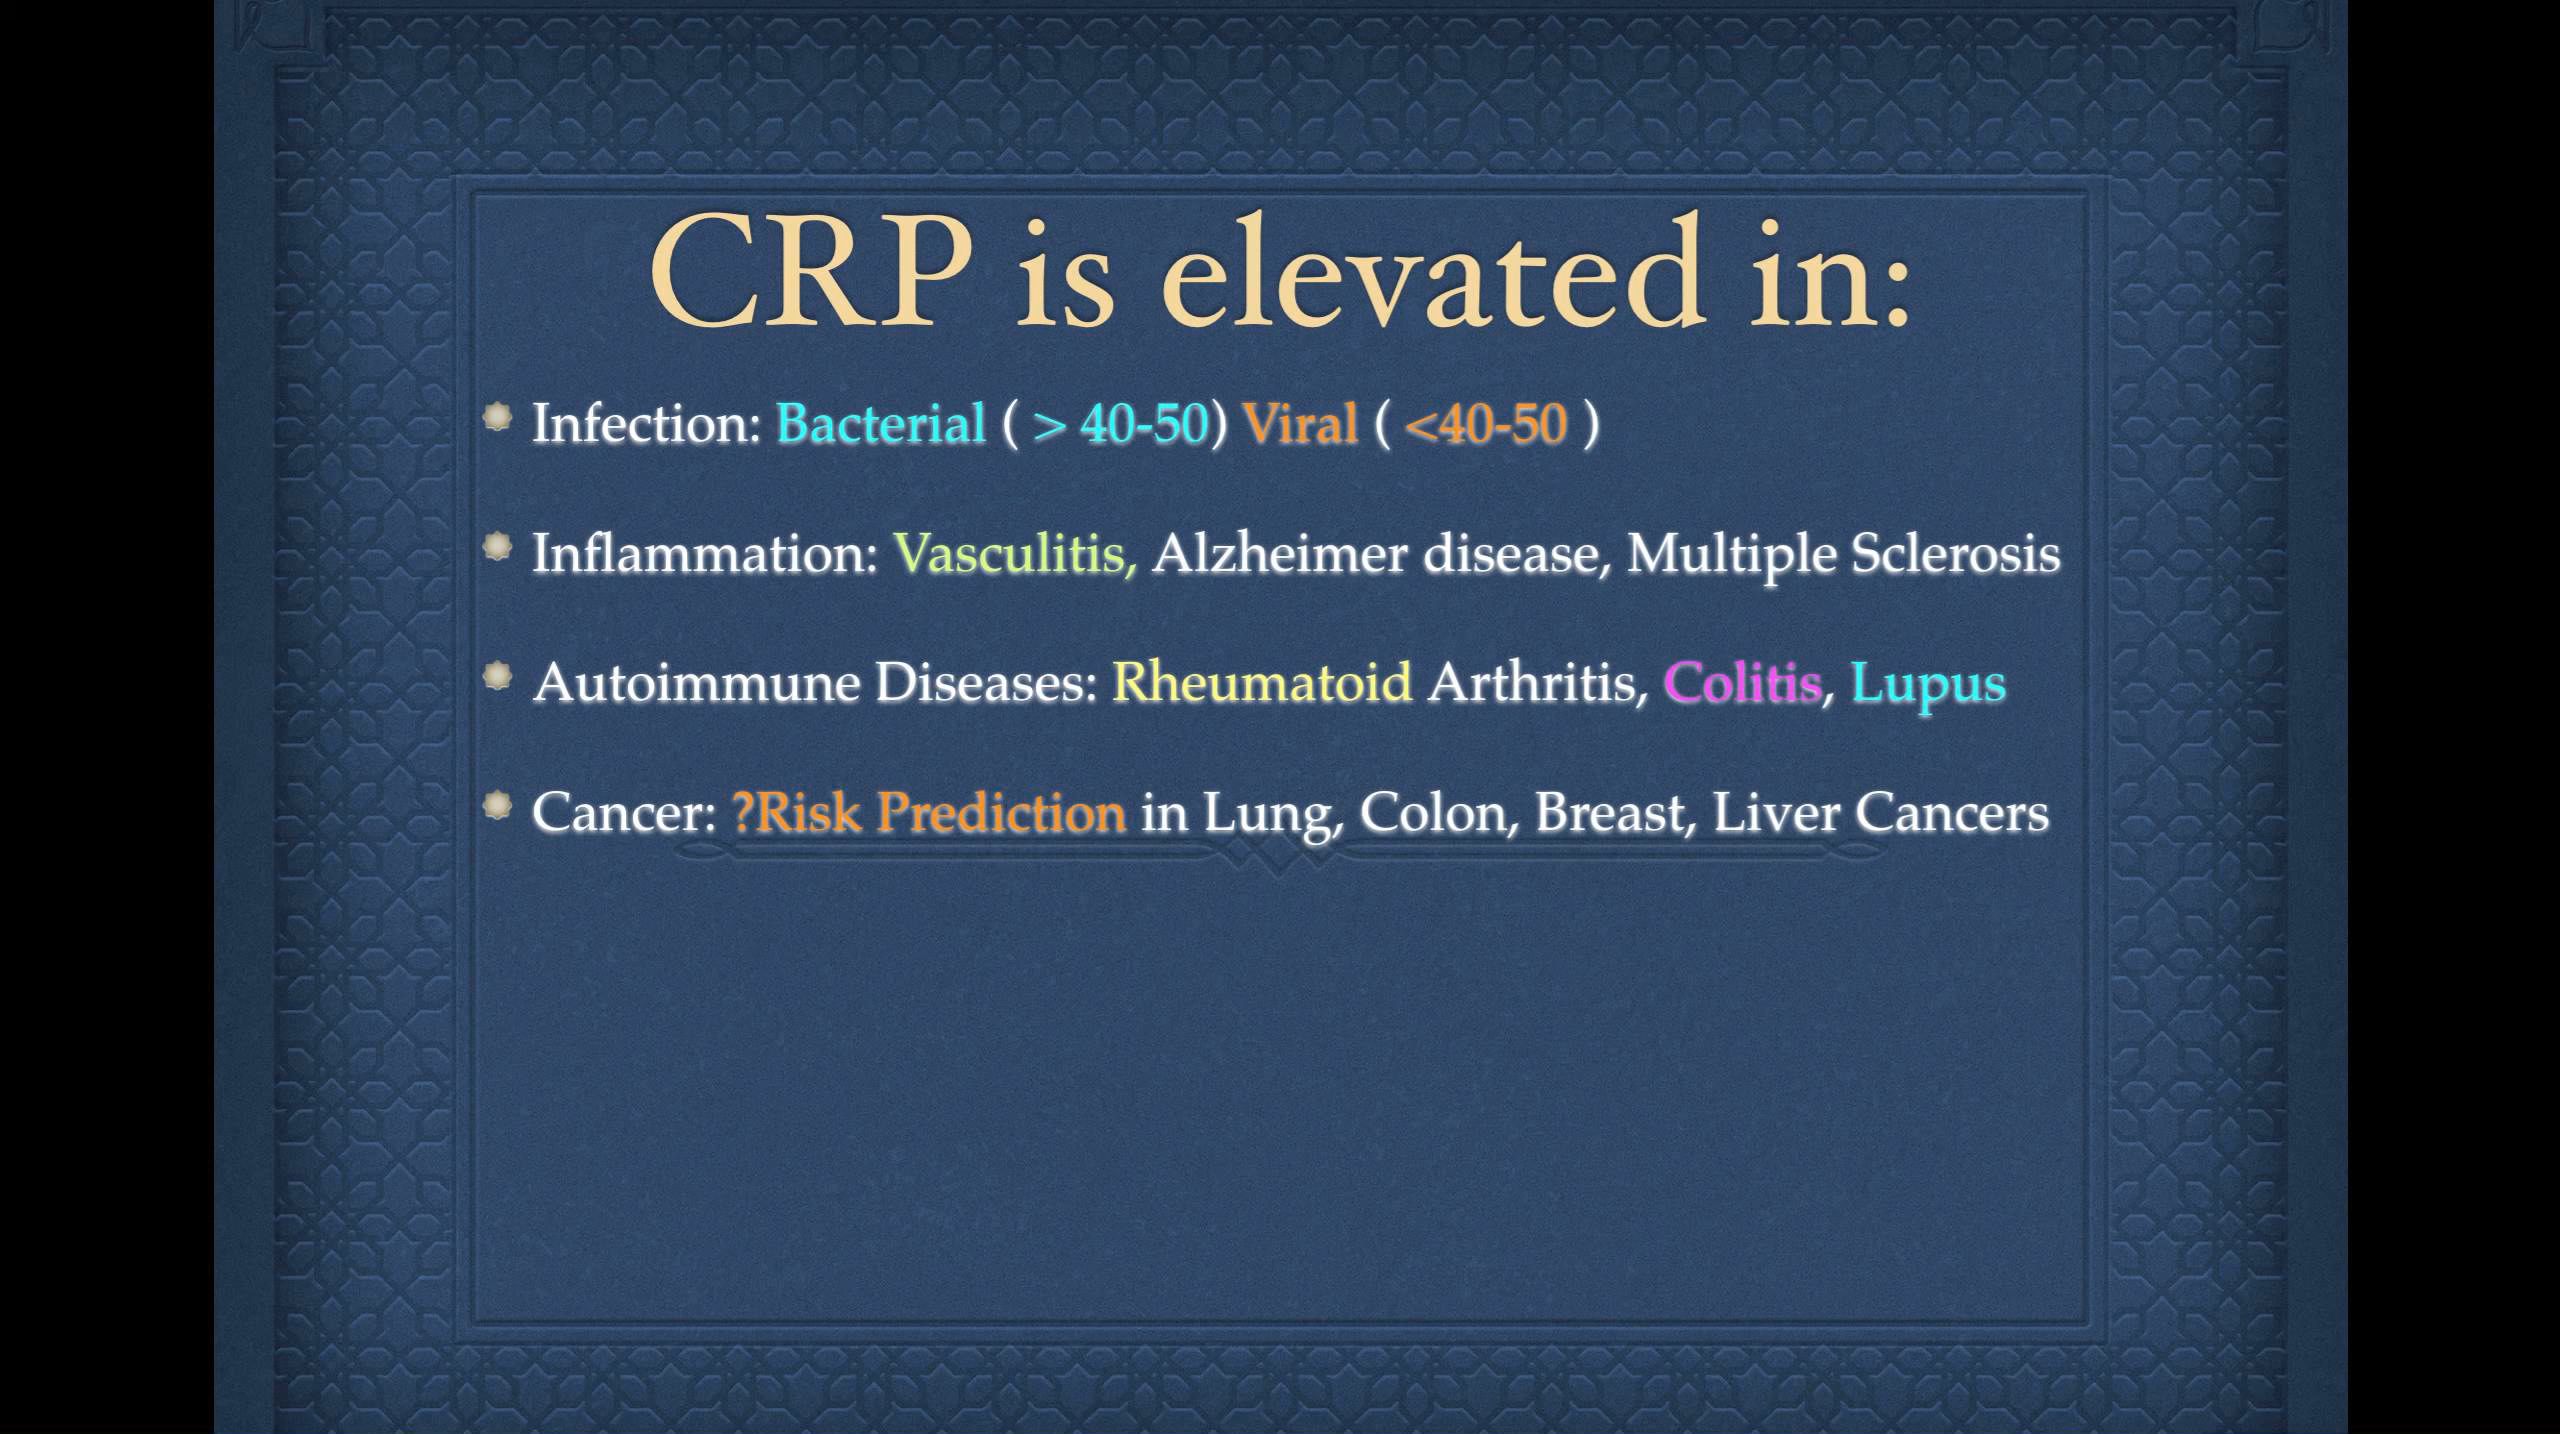 CRP is elevated in:
Infection: Bacterial ( > 40-50) Viral ( <40-50 )
Inflammation: Vasculitis, Alzheimer disease, Multiple Sclerosis
Autoimmune Diseases: Rheumatoid Arthritis, Colitis, Lupus
Cancer: ?Risk Prediction in Lung, Colon, Breast, Liver Cancers